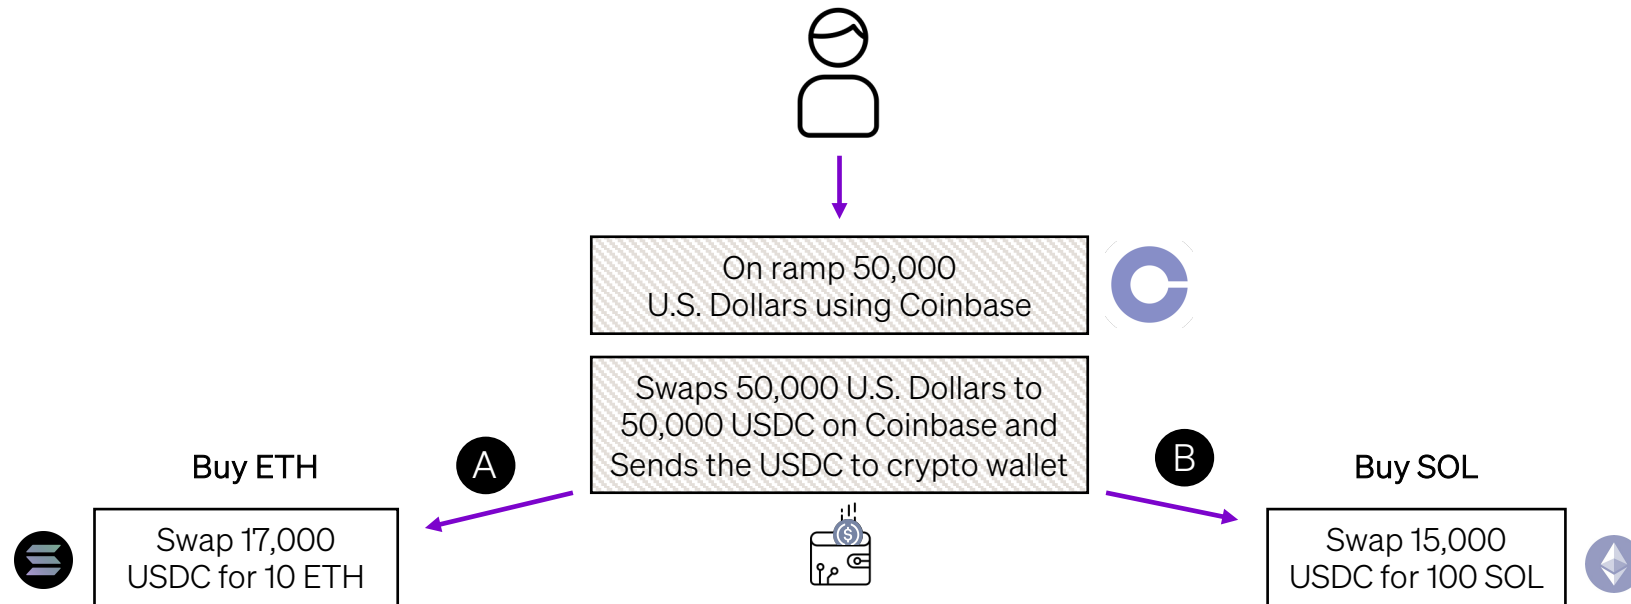 On ramp 50,000
U.S. Dollars using Coinbase
Swaps 50,000 U.S. Dollars to
50,000 USDC on Coinbase and
Sends the USDC to crypto wallet
A
Buy ETH
Swap 17,000
USDC for 10 ETH
B
Buy SOL
Swap 15,000
USDC for 100 SOL
$